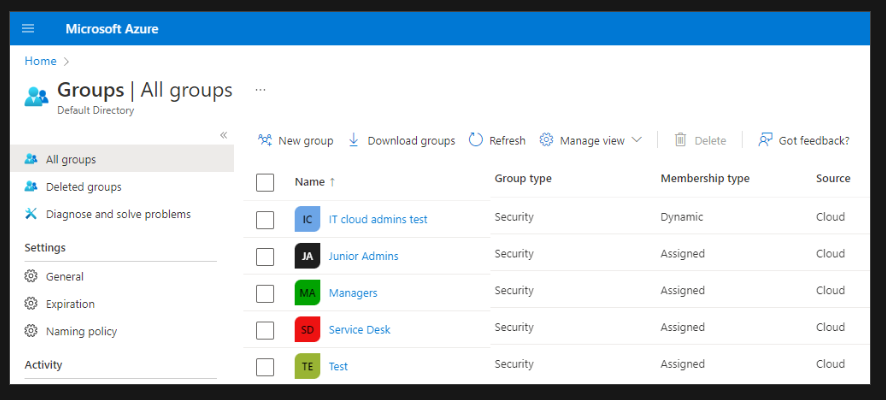 Microsoft Azure
Home >
Groups | All groups ...
Default Directory
«
New group Download groups Refresh Manage view Delete Got feedback?
All groups
Deleted groups
Diagnose and solve problems
Settings
General
Expiration
Naming policy
Activity
Name ↑ Group type Membership type Source
IC IT cloud admins test Security Dynamic Cloud
JA Junior Admins Security Assigned Cloud
MA Managers Security Assigned Cloud
SD Service Desk Security Assigned Cloud
TE Test Security Assigned Cloud